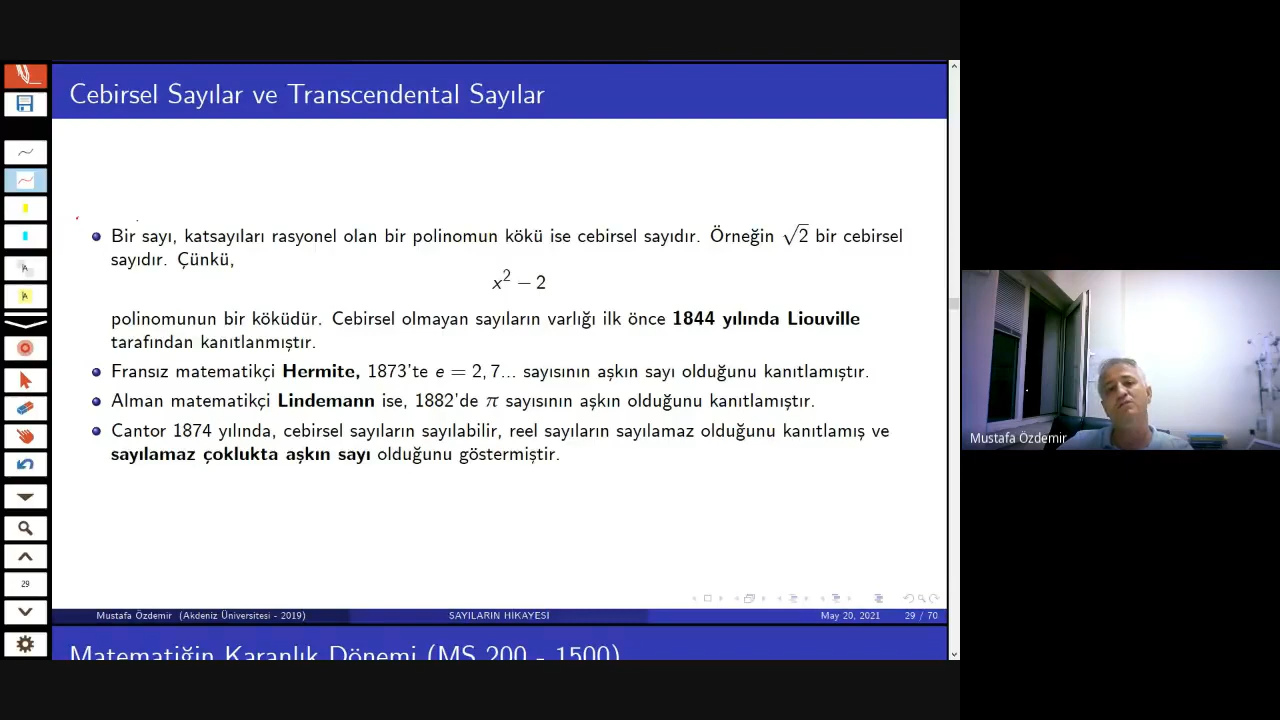 Cebirsel Sayılar ve Transcendental Sayılar
Bir sayı, katsayıları rasyonel olan bir polinomun kökü ise cebirsel sayıdır. Örneğin √2 bir cebirsel
sayıdır. Çünkü,
x² − 2
polinomunun bir köküdür. Cebirsel olmayan sayıların varlığı ilk önce 1844 yılında Liouville
tarafından kanıtlanmıştır.
Fransız matematikçi Hermite, 1873'te e = 2, 7... sayısının aşkın sayı olduğunu kanıtlamıştır.
Alman matematikçi Lindemann ise, 1882'de π sayısının aşkın olduğunu kanıtlamıştır.
Cantor 1874 yılında, cebirsel sayıların sayılabilir, reel sayıların sayılamaz olduğunu kanıtlamış ve
sayılamaz çoklukta aşkın sayı olduğunu göstermiştir.
Mustafa Özdemir (Akdeniz Üniversitesi - 2019) SAYILARIN HİKAYESİ May 20, 2021 29 / 70
Matematiğin Karanlık Dönemi (MS 200 - 1500)
A
A
29
Mustafa Özdemir